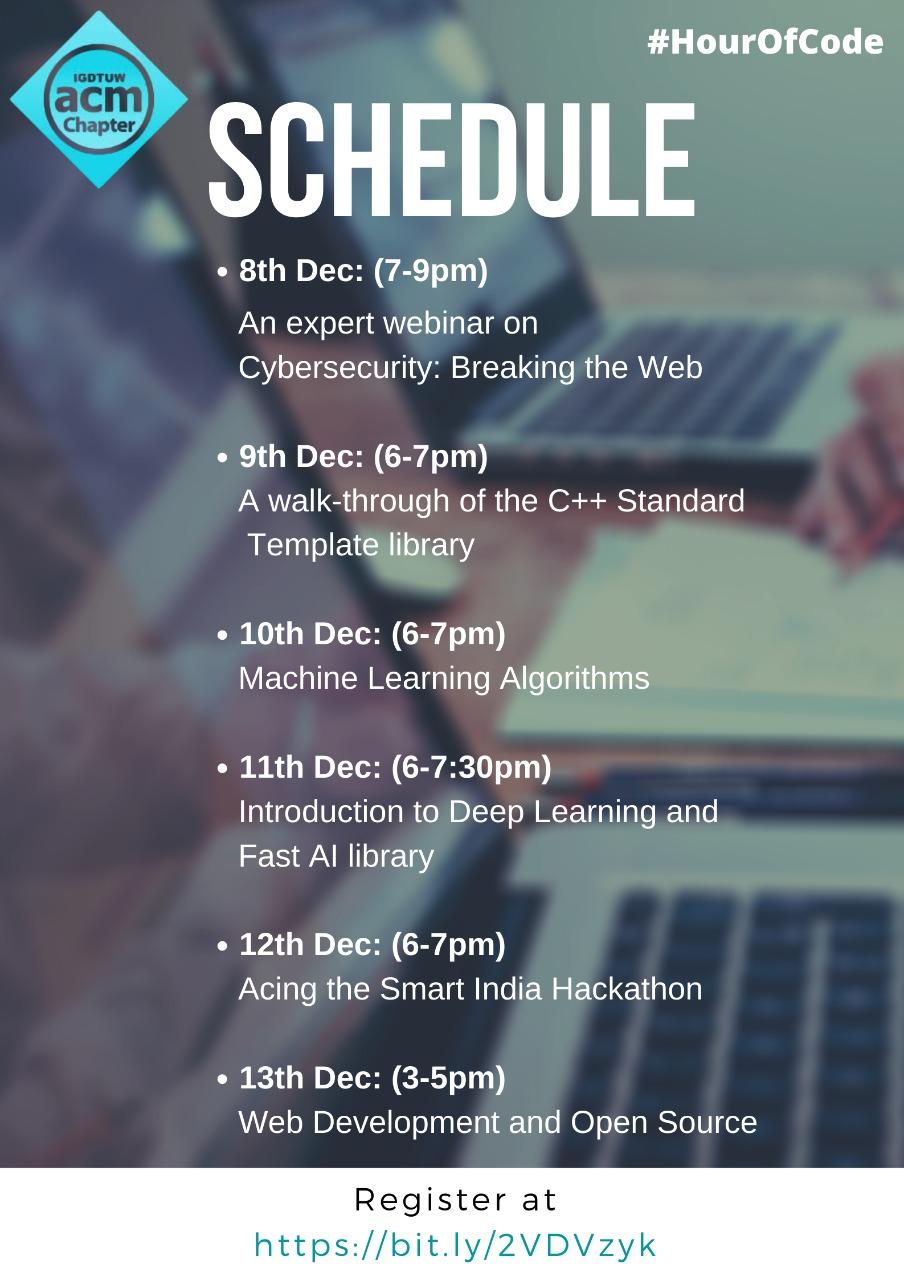 #HourOfCode
IGDTUW
acm
Chapter
SCHEDULE
• 8th Dec: (7-9pm)
An expert webinar on
Cybersecurity: Breaking the Web
• 9th Dec: (6-7pm)
A walk-through of the C++ Standard
Template library
• 10th Dec: (6-7pm)
Machine Learning Algorithms
• 11th Dec: (6-7:30pm)
Introduction to Deep Learning and
Fast AI library
• 12th Dec: (6-7pm)
Acing the Smart India Hackathon
• 13th Dec: (3-5pm)
Web Development and Open Source
Register at
https://bit.ly/2VDVzyk